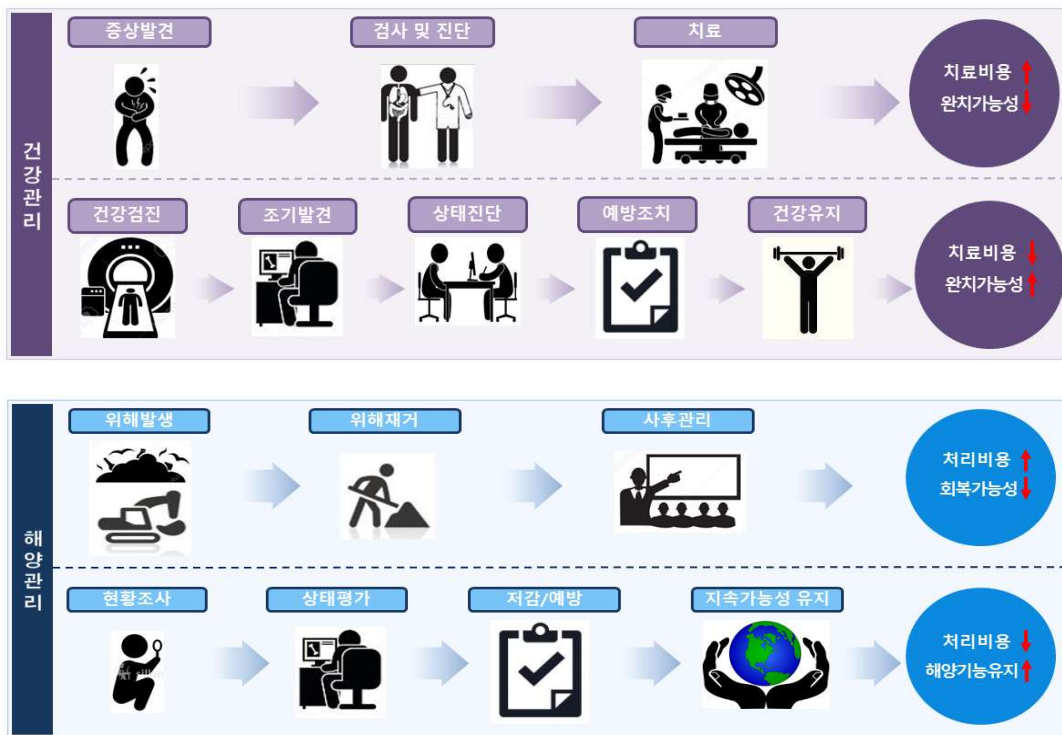 건강관리
증상발견
검사 및 진단
치료
치료비용
완치가능성
건강검진
조기발견
상태진단
예방조치
건강유지
치료비용
완치가능성
해양관리
위해발생
위해재거
사후관리
처리비용
회복가능성
현황조사
상태평가
저감/예방
지속가능성 유지
처리비용
해양기능유지